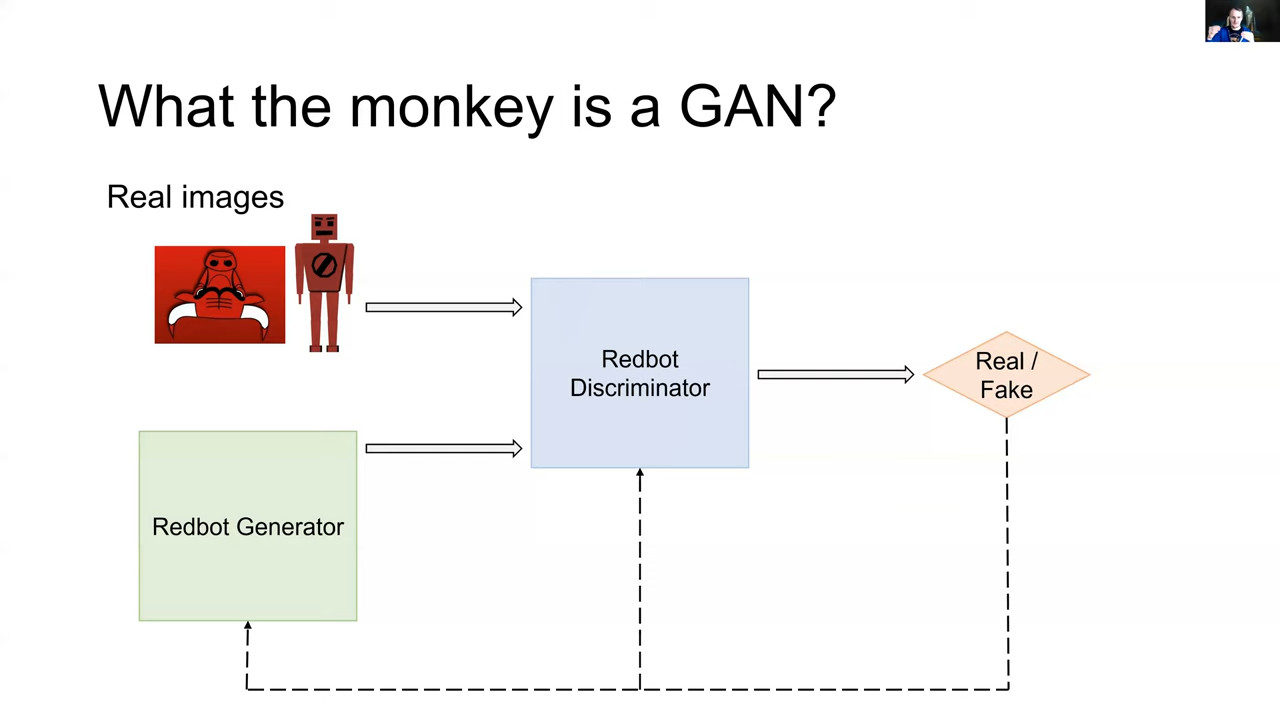 What the monkey is a GAN?
Real images
Redbot
Discriminator
Real /
Fake
Redbot Generator